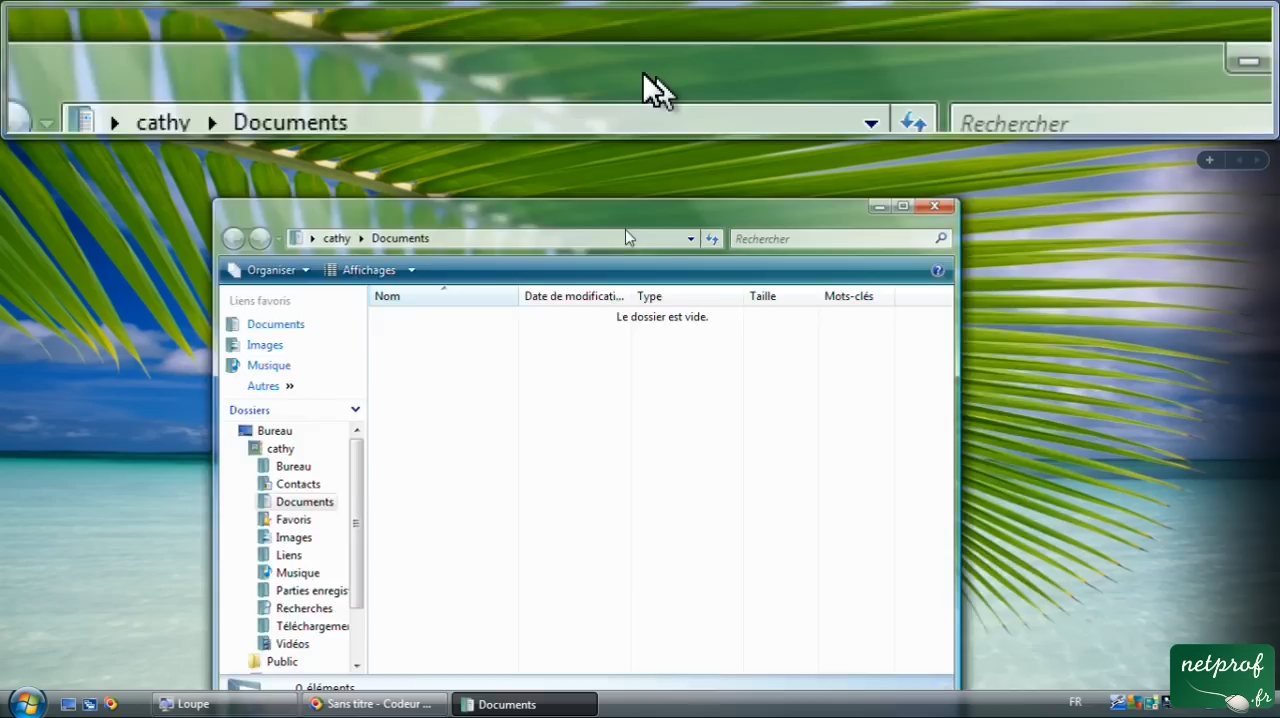 cathy Documents Rechercher
cathy Documents Rechercher
Organiser Affichages
Liens favoris
Documents
Images
Musique
Autres »
Dossiers
Bureau
cathy
Bureau
Contacts
Documents
Favoris
Images
Liens
Musique
Parties enregis
Recherches
Téléchargeme
Vidéos
Public
Nom Date de modificati... Type Taille Mots-clés
Le dossier est vide.
0 éléments
netprof
.fr
Loupe Sans titre - Codeur ... Documents FR